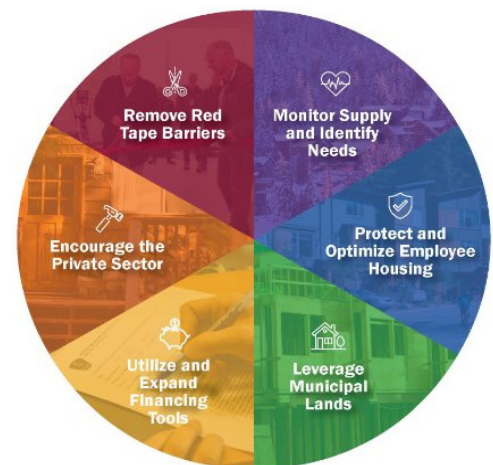 Remove Red
Tape Barriers
Monitor Supply
and Identify
Needs
Protect and
Optimize Employee
Housing
Leverage
Municipal
Lands
Utilize and
Expand
Financing
Tools
Encourage the
Private Sector